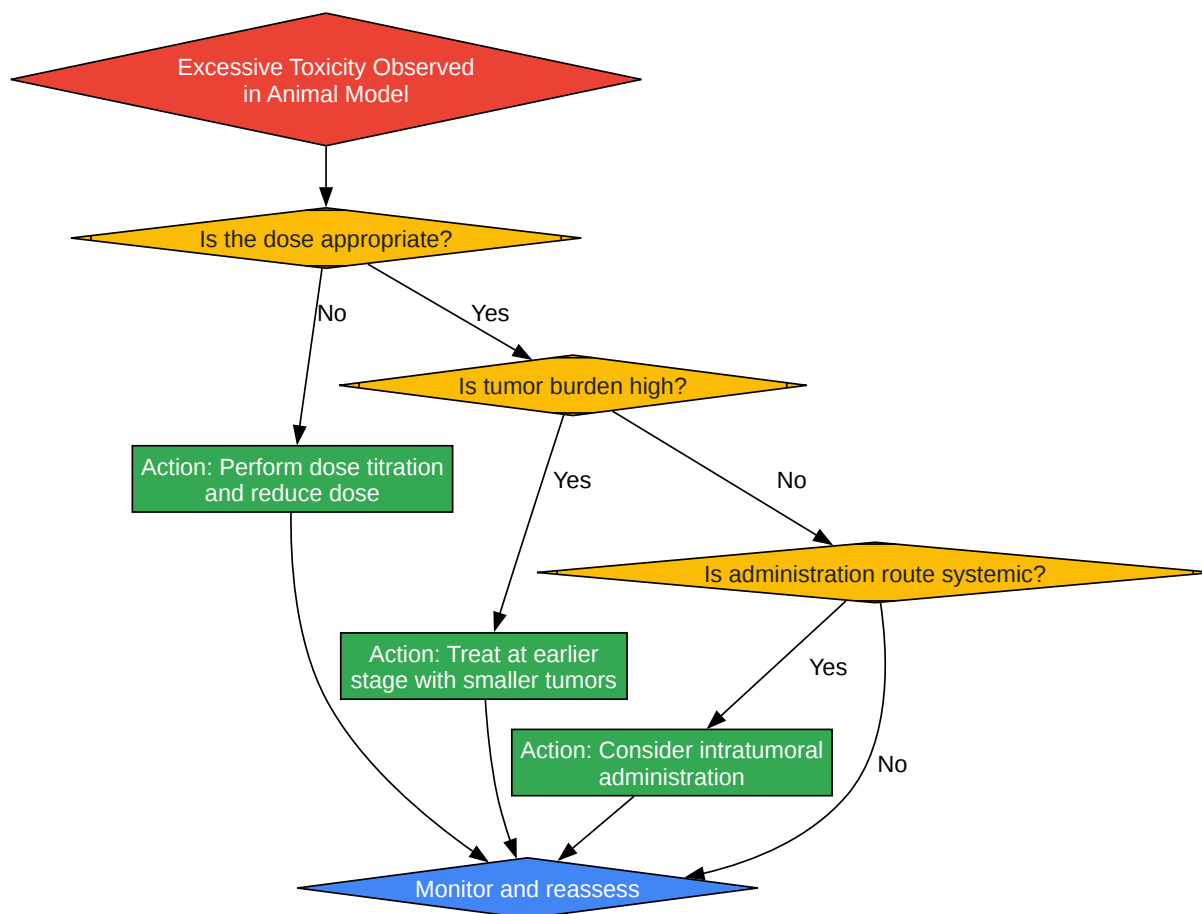 Excessive Toxicity Observed
in Animal Model
Is the dose appropriate?
No
Yes
Is tumor burden high?
Action: Perform dose titration
and reduce dose
Yes
No
Is administration route systemic?
Action: Treat at earlier
stage with smaller tumors
Yes
Action: Consider intratumoral
administration
No
Monitor and reassess